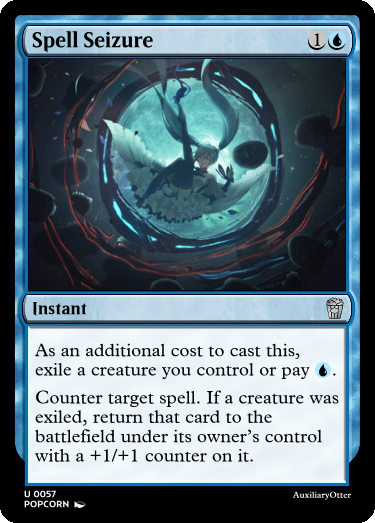 Spell Seizure 1
Instant
As an additional cost to cast this,
exile a creature you control or pay .
Counter target spell. If a creature was
exiled, return that card to the
battlefield under its owner's control
with a +1/+1 counter on it.
U 0057
POPCORN
AuxiliaryOtter